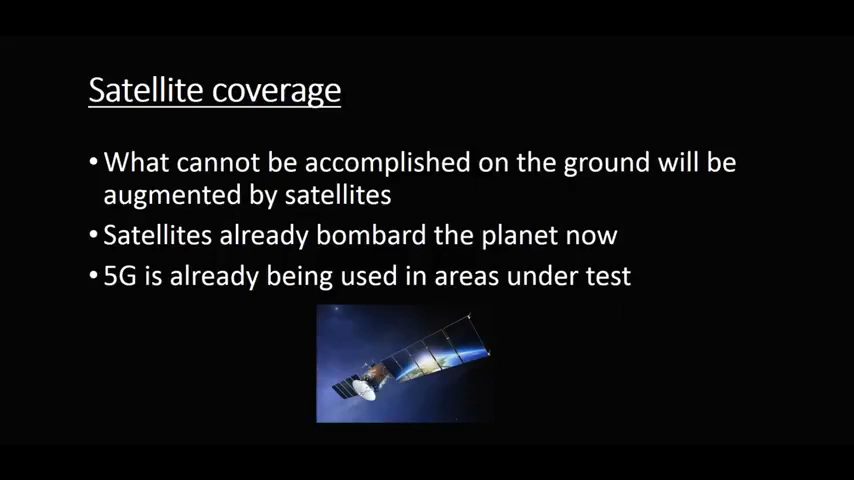 Satellite coverage
• What cannot be accomplished on the ground will be
augmented by satellites
• Satellites already bombard the planet now
• 5G is already being used in areas under test